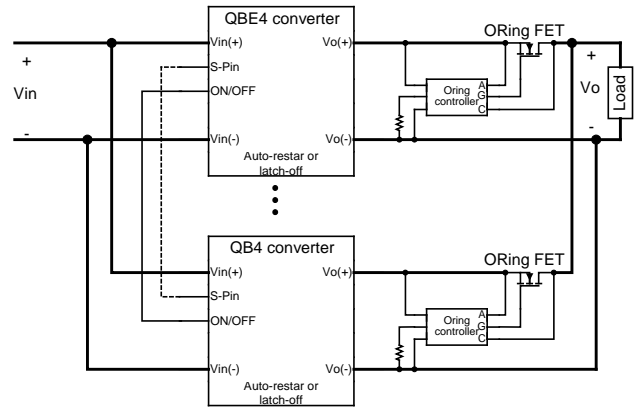 QBE4 converter
ORing FET
Vin(+)
Vo(+)
+
+
S-Pin
Vin
ON/OFF
Oring
controller
A
G
C
Vo
Load
-
-
Vin(-)
Vo(-)
Auto-restar or
latch-off
QB4 converter
ORing FET
Vin(+)
Vo(+)
S-Pin
ON/OFF
Oring
controller
A
G
C
Vin(-)
Vo(-)
Auto-restar or
latch-off